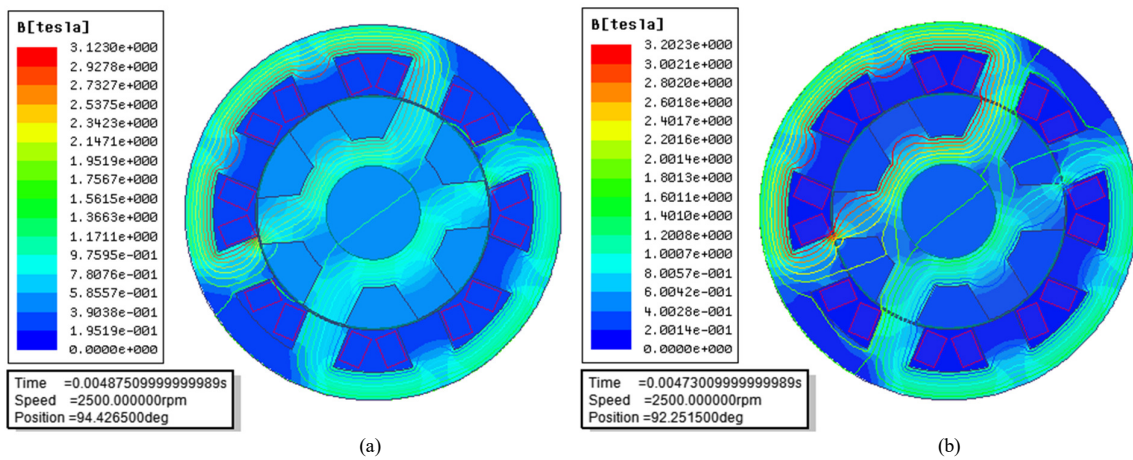 B[tesla]
3.1230e+000
2.9278e+000
2.7327e+000
2.5375e+000
2.3423e+000
2.1471e+000
1.9519e+000
1.7567e+000
1.5615e+000
1.3663e+000
1.1711e+000
9.7595e-001
7.8076e-001
5.8557e-001
3.9038e-001
1.9519e-001
0.0000e+000
Time =0.00487509999999989s
Speed =2500.000000rpm
Position =94.426500deg
(a)
B[tesla]
3.2023e+000
3.0021e+000
2.8020e+000
2.6018e+000
2.4017e+000
2.2016e+000
2.0014e+000
1.8013e+000
1.6011e+000
1.4010e+000
1.2008e+000
1.0007e+000
8.0057e-001
6.0042e-001
4.0028e-001
2.0014e-001
0.0000e+000
Time =0.00473009999999989s
Speed =2500.000000rpm
Position =92.251500deg
(b)